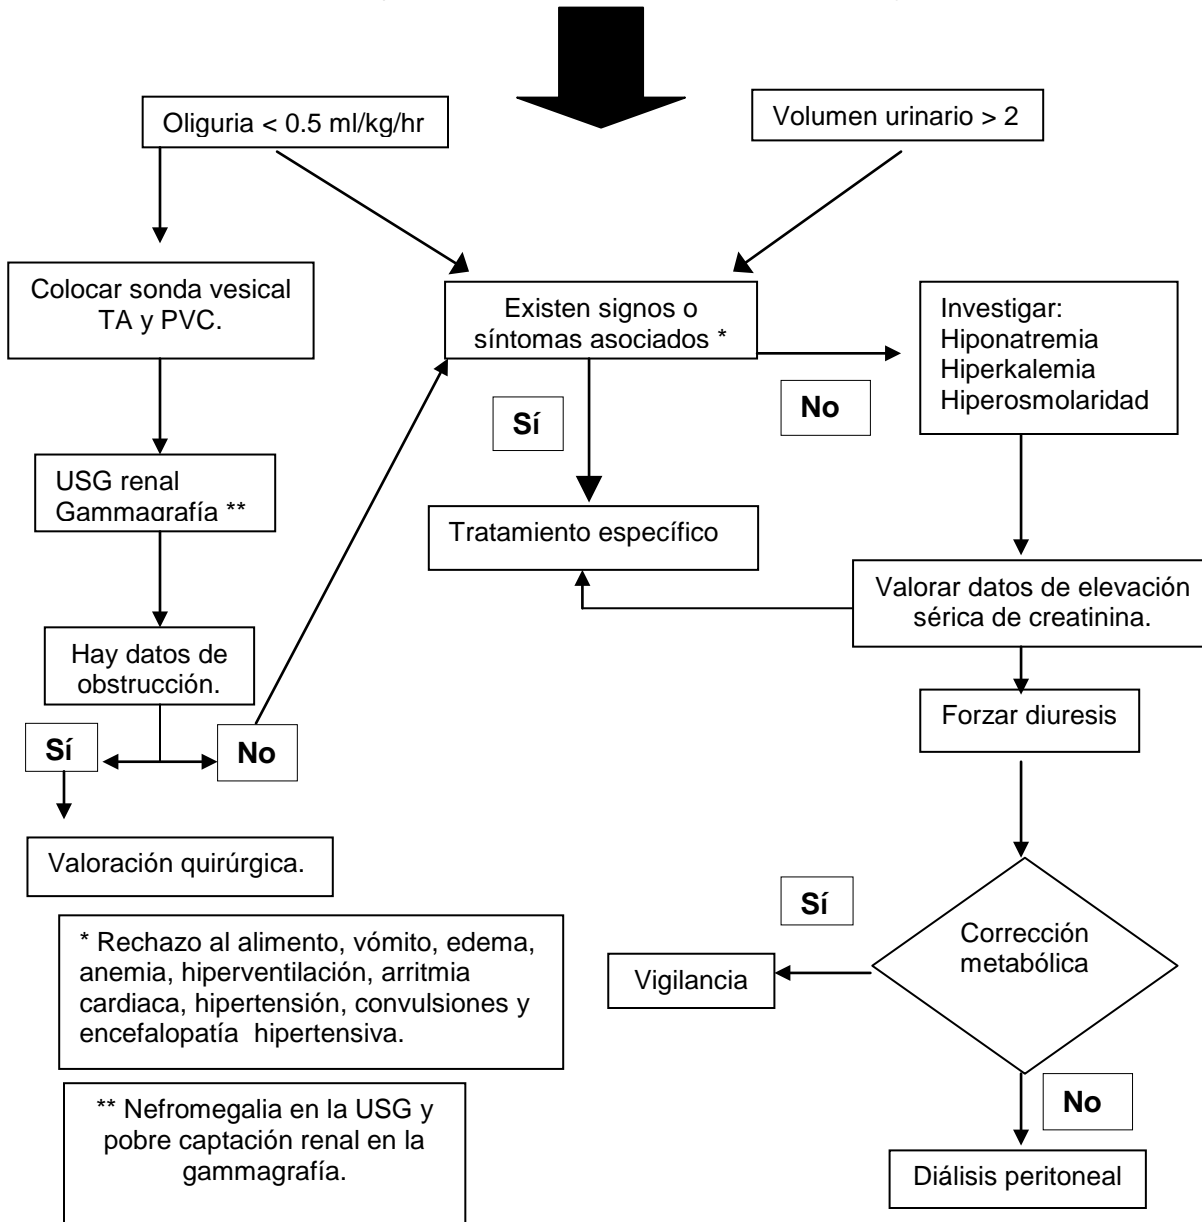 Oliguria < 0.5 ml/kg/hr
Volumen urinario > 2
Colocar sonda vesical
TA y PVC.
Existen signos o
síntomas asociados *
Investigar:
Hiponatremia
Hiperkalemia
Hiperosmolaridad
Sí
No
USG renal
Gammagrafía **
Tratamiento específico
Valorar datos de elevación
sérica de creatinina.
Hay datos de
obstrucción.
Forzar diuresis
Sí
No
Valoración quirúrgica.
Sí
Corrección
metabólica
Vigilancia
* Rechazo al alimento, vómito, edema,
anemia, hiperventilación, arritmia
cardiaca, hipertensión, convulsiones y
encefalopatía hipertensiva.
No
** Nefromegalia en la USG y
pobre captación renal en la
gammagrafía.
Diálisis peritoneal